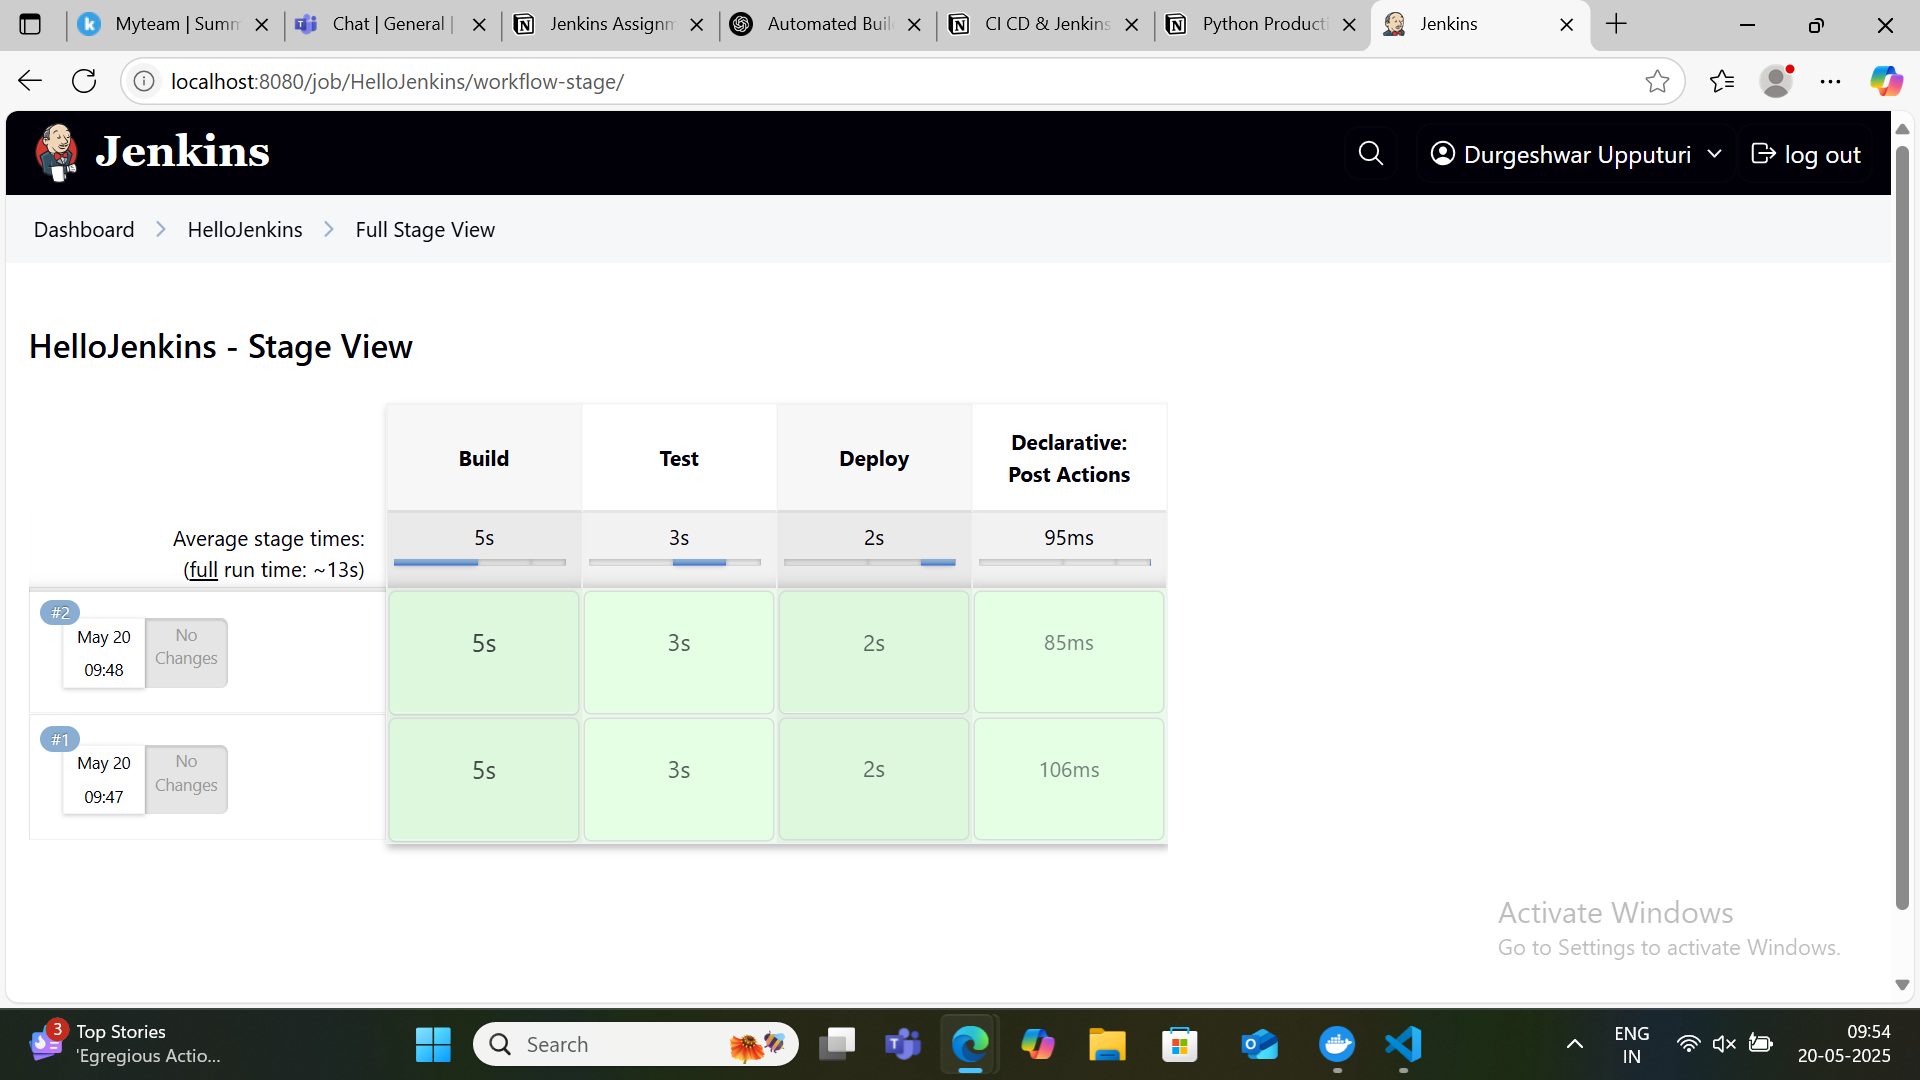 Myteam | Summ
Chat | General |
Jenkins Assignm
Automated Buil
CI CD & Jenkins
Python Producti
Jenkins
localhost:8080/job/HelloJenkins/workflow-stage/
Jenkins
Durgeshwar Upputuri
log out
Dashboard
HelloJenkins
Full Stage View
HelloJenkins - Stage View
Build
Test
Deploy
Declarative:
Post Actions
Average stage times:
(full run time: ~13s)
5s
3s
2s
95ms
#2
May 20
09:48
No
Changes
5s
3s
2s
85ms
#1
May 20
09:47
No
Changes
5s
3s
2s
106ms
Activate Windows
Go to Settings to activate Windows.
3
Top Stories
'Egregious Actio...
Search
ENG
IN
09:54
20-05-2025